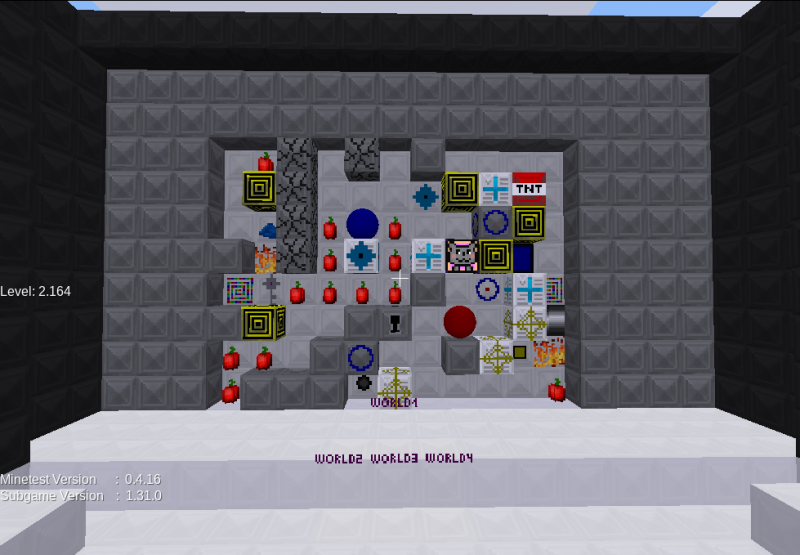 TNT
Level: 2.164
WORLD1
WORLD2 WORLD3 WORLD4
Minetest Version : 0.4.16
Subgame Version : 1.31.0